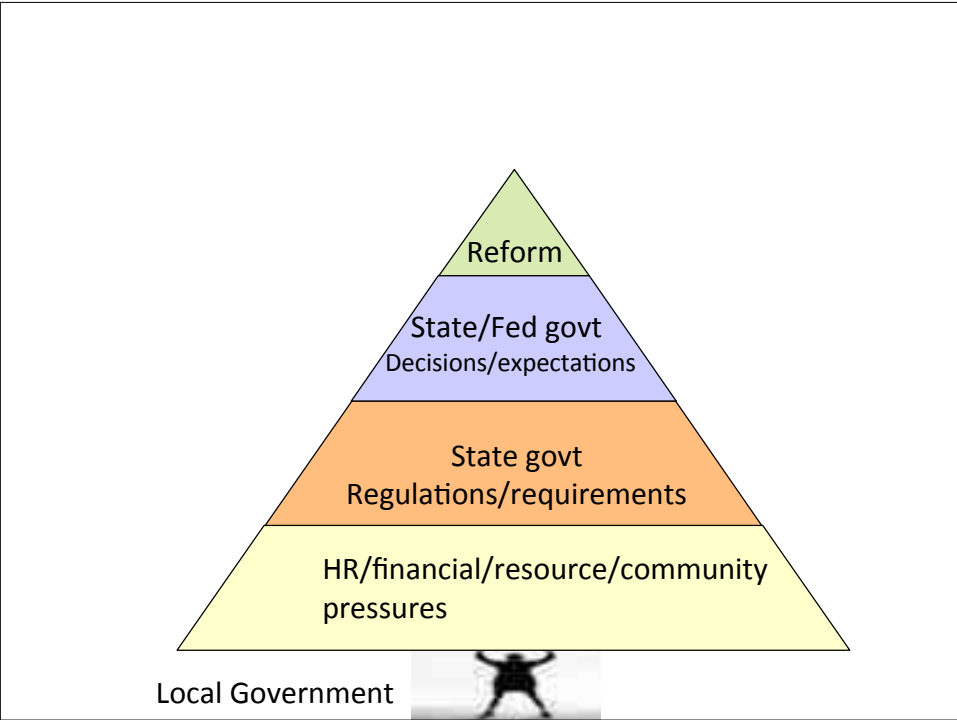 Reform
State/Fed govt
Decisions/expectations
State govt
Regulations/requirements
HR/financial/resource/community
pressures
Local Government